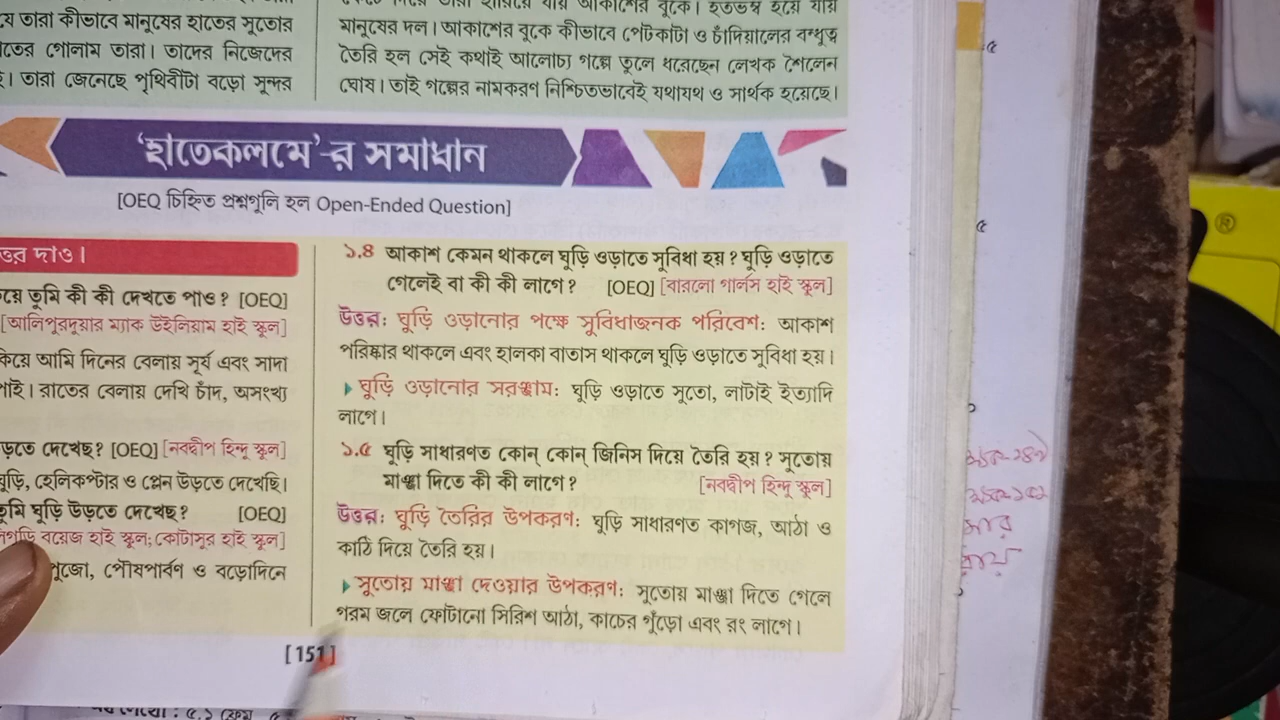 য়ে তারা কীভাবে মানুষের হাতের সুতোর
তের গোলাম তারা। তাদের নিজেদের
। তারা জেনেছে পৃথিবীটা বড়ো সুন্দর
মানুষের দল। আকাশের বুকে কীভাবে পেটকাটা ও চাঁদিয়ালের বন্ধুত্ব
তৈরি হল সেই কথাই আলোচ্য গল্পে তুলে ধরেছেন লেখক শৈলেন
ঘোষ। তাই গল্পের নামকরণ নিশ্চিতভাবেই যথাযথ ও সার্থক হয়েছে।
‘হাতেকলমে’-র সমাধান
[OEQ চিহ্নিত প্রশ্নগুলি হল Open-Ended Question]
ত্তর দাও।
য়ে তুমি কী কী দেখতে পাও? [OEQ]
[আলিপুরদুয়ার ম্যাক উইলিয়াম হাই স্কুল]
কিয়ে আমি দিনের বেলায় সূর্য এবং সাদা
পাই। রাতের বেলায় দেখি চাঁদ, অসংখ্য
ড়তে দেখেছ? [OEQ] [নবদ্বীপ হিন্দু স্কুল]
ঘুড়ি, হেলিকপ্টার ও প্লেন উড়তে দেখেছি।
তুমি ঘুড়ি উড়তে দেখেছ? [OEQ]
বয়েজ হাই স্কুল; কোটাসুর হাই স্কুল]
পুজো, পৌষপার্বণ ও বড়োদিনে
১.৪ আকাশ কেমন থাকলে ঘুড়ি ওড়াতে সুবিধা হয়? ঘুড়ি ওড়াতে
গেলেই বা কী কী লাগে? [OEQ] [বারলো গার্লস হাই স্কুল]
উত্তর: ঘুড়ি ওড়ানোর পক্ষে সুবিধাজনক পরিবেশ: আকাশ
পরিষ্কার থাকলে এবং হালকা বাতাস থাকলে ঘুড়ি ওড়াতে সুবিধা হয়।
▸ ঘুড়ি ওড়ানোর সরঞ্জাম: ঘুড়ি ওড়াতে সুতো, লাটাই ইত্যাদি
লাগে।
১.৫ ঘুড়ি সাধারণত কোন্ কোন্ জিনিস দিয়ে তৈরি হয়? সুতোয়
মাঞ্জা দিতে কী কী লাগে? [নবদ্বীপ হিন্দু স্কুল]
উত্তর: ঘুড়ি তৈরির উপকরণ: ঘুড়ি সাধারণত কাগজ, আঠা ও
কাঠি দিয়ে তৈরি হয়।
▸ সুতোয় মাঞ্জা দেওয়ার উপকরণ: সুতোয় মাঞ্জা দিতে গেলে
গরম জলে ফোটানো সিরিশ আঠা, কাচের গুঁড়ো এবং রং লাগে।
[151]